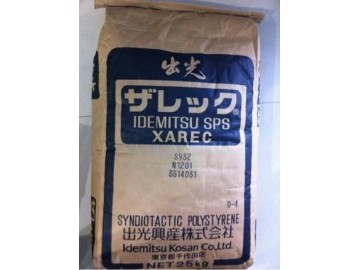 出光
ザレック®
IDEMITSU SPS
XAREC
S932
N1201
3514031
D-4
SYNDIOTACTIC POLYSTYRENE
出光興産株式会社
Idemitsu Kosan Co.,Ltd.
東京都千代田区
NET 25kg